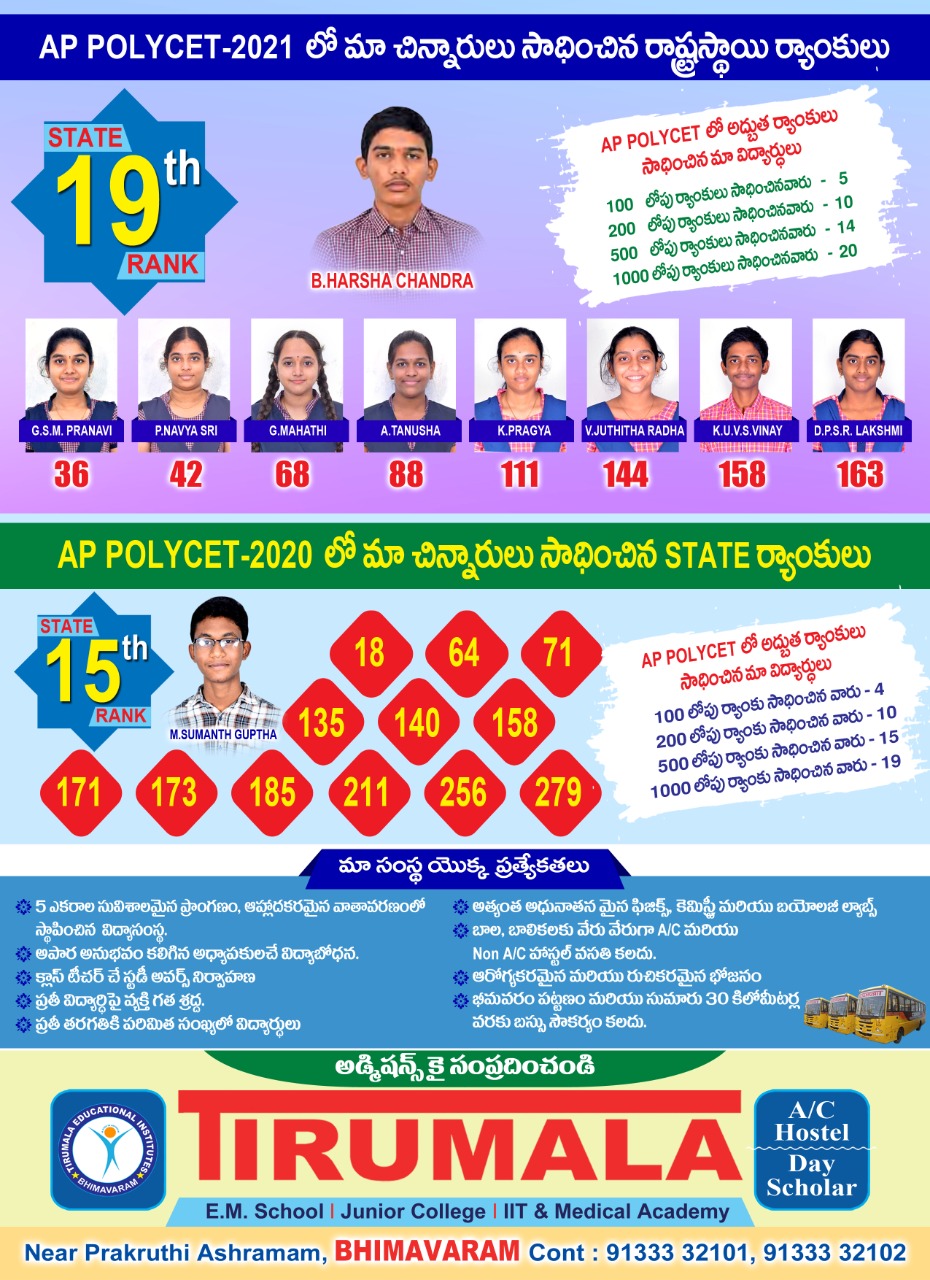 AP POLYCET-2021 లో మా చిన్నారులు సాధించిన రాష్ట్రస్థాయి ర్యాంకులు
STATE
19th
RANK
B.HARSHA CHANDRA
AP POLYCET లో అద్భుత ర్యాంకులు
సాధించిన మా విద్యార్థులు
100 లోపు ర్యాంకులు సాధించినవారు - 5
200 లోపు ర్యాంకులు సాధించినవారు - 10
500 లోపు ర్యాంకులు సాధించినవారు - 14
1000 లోపు ర్యాంకులు సాధించినవారు - 20
G.S.M. PRANAVI P.NAVYA SRI G.MAHATHI A.TANUSHA K.PRAGYA V.JUTHITHA RADHA K.U.V.S.VINAY D.P.S.R. LAKSHMI
36 42 68 88 111 144 158 163
AP POLYCET-2020 లో మా చిన్నారులు సాధించిన STATE ర్యాంకులు
STATE
15th
RANK
M.SUMANTH GUPTHA
18 64 71
135 140 158
171 173 185 211 256 279
AP POLYCET లో అద్భుత ర్యాంకులు
సాధించిన మా విద్యార్థులు
100 లోపు ర్యాంకు సాధించిన వారు - 4
200 లోపు ర్యాంకు సాధించిన వారు - 10
500 లోపు ర్యాంకు సాధించిన వారు - 15
1000 లోపు ర్యాంకు సాధించిన వారు - 19
మా సంస్థ యొక్క ప్రత్యేకతలు
5 ఎకరాల సువిశాలమైన ప్రాంగణం, ఆహ్లాదకరమైన వాతావరణంలో
స్థాపించిన విద్యాసంస్థ.
అపార అనుభవం కలిగిన అధ్యాపకులచే విద్యాబోధన.
క్లాస్ టీచర్ చే స్టడీ అవర్స్ నిర్వాహణ
ప్రతీ విద్యార్థిపై వ్యక్తి గత శ్రద్ద.
ప్రతీ తరగతికి పరిమిత సంఖ్యలో విద్యార్థులు
అత్యంత అధునాతన మైన ఫిజిక్స్, కెమిస్ట్రీ మరియు బయోలజీ ల్యాబ్స్
బాల, బాలికలకు వేరు వేరుగా A/C మరియు
Non A/C హాస్టల్ వసతి కలదు.
ఆరోగ్యకరమైన మరియు రుచికరమైన భోజనం
భీమవరం పట్టణం మరియు సుమారు 30 కిలోమీటర్ల
వరకు బస్సు సౌకర్యం కలదు.
అడ్మిషన్స్ కై సంప్రదించండి
TIRUMALA EDUCATIONAL INSTITUTES
BHIMAVARAM
TIRUMALA
A/C
Hostel
Day
Scholar
E.M. School | Junior College | IIT & Medical Academy
Near Prakruthi Ashramam, BHIMAVARAM Cont : 91333 32101, 91333 32102